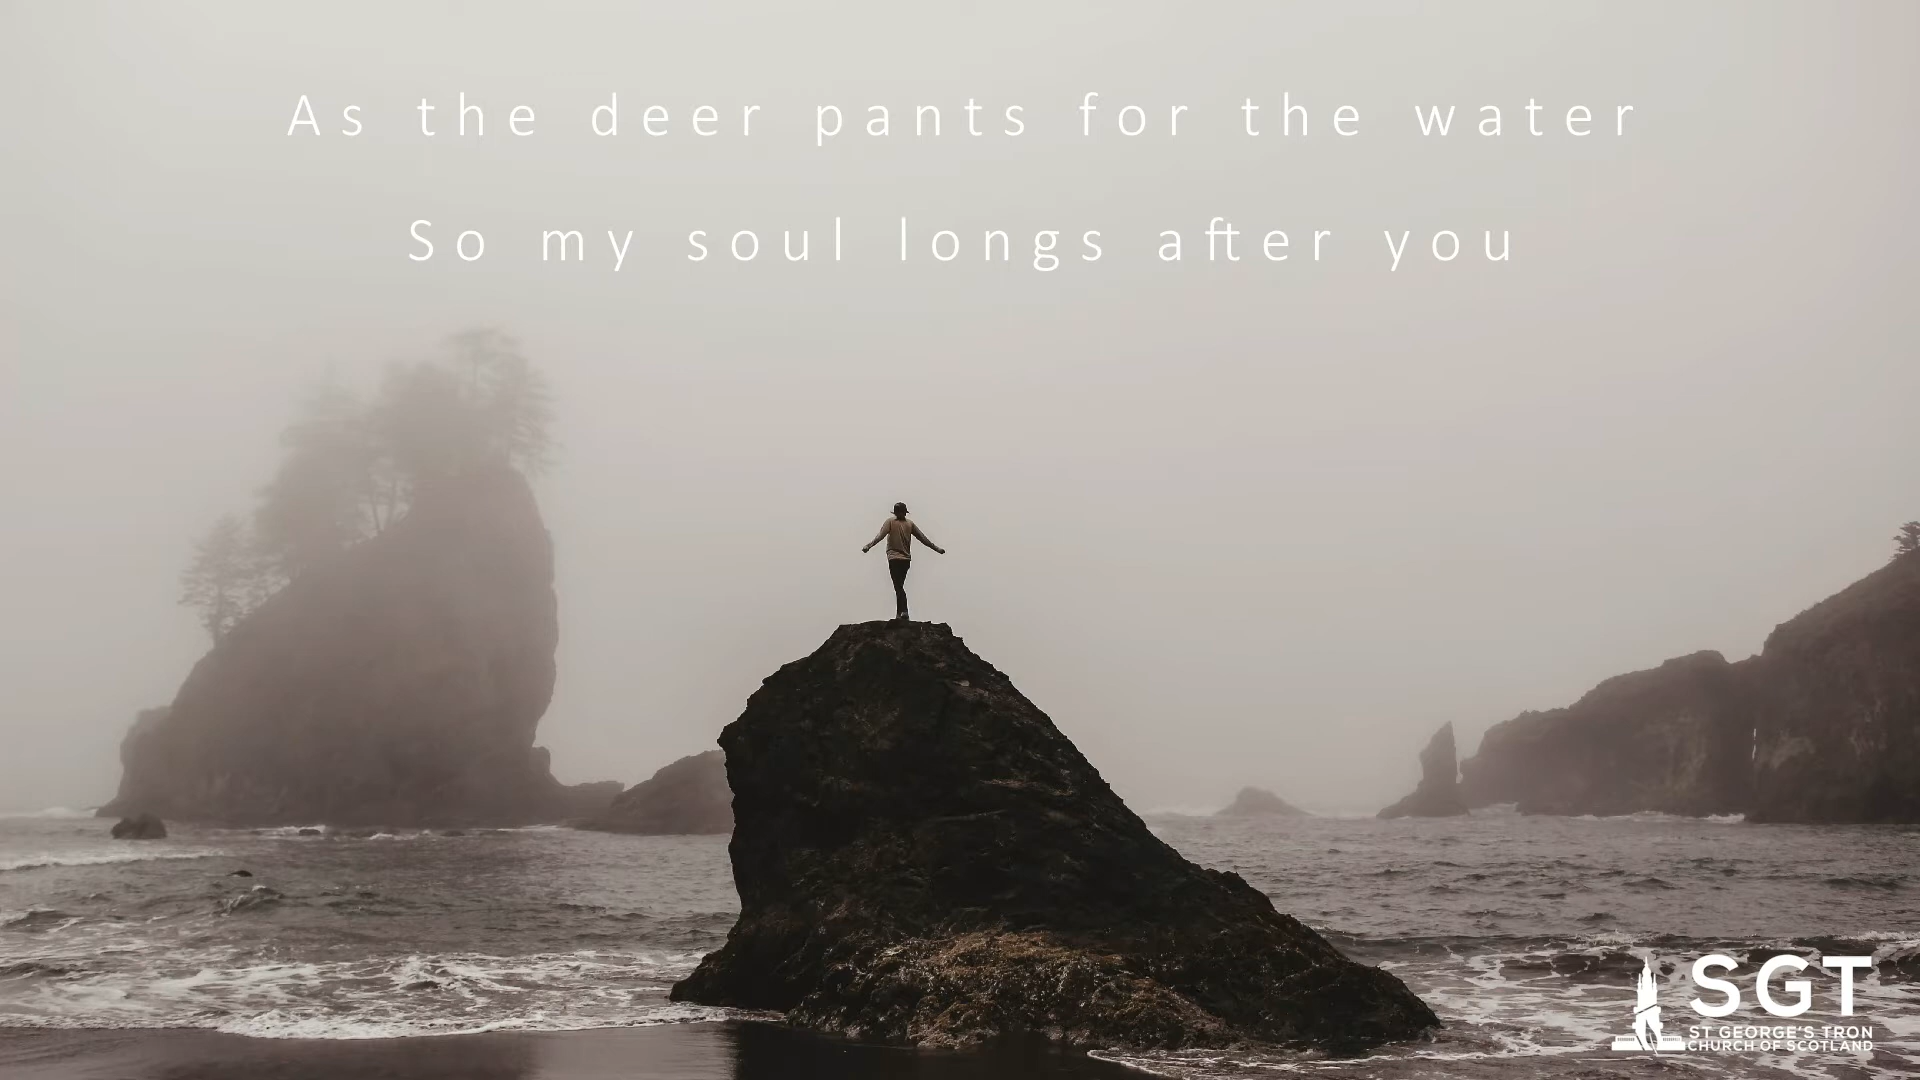 As the deer pants for the water
So my soul longs after you
SGT
ST GEORGE'S TRON
CHURCH OF SCOTLAND